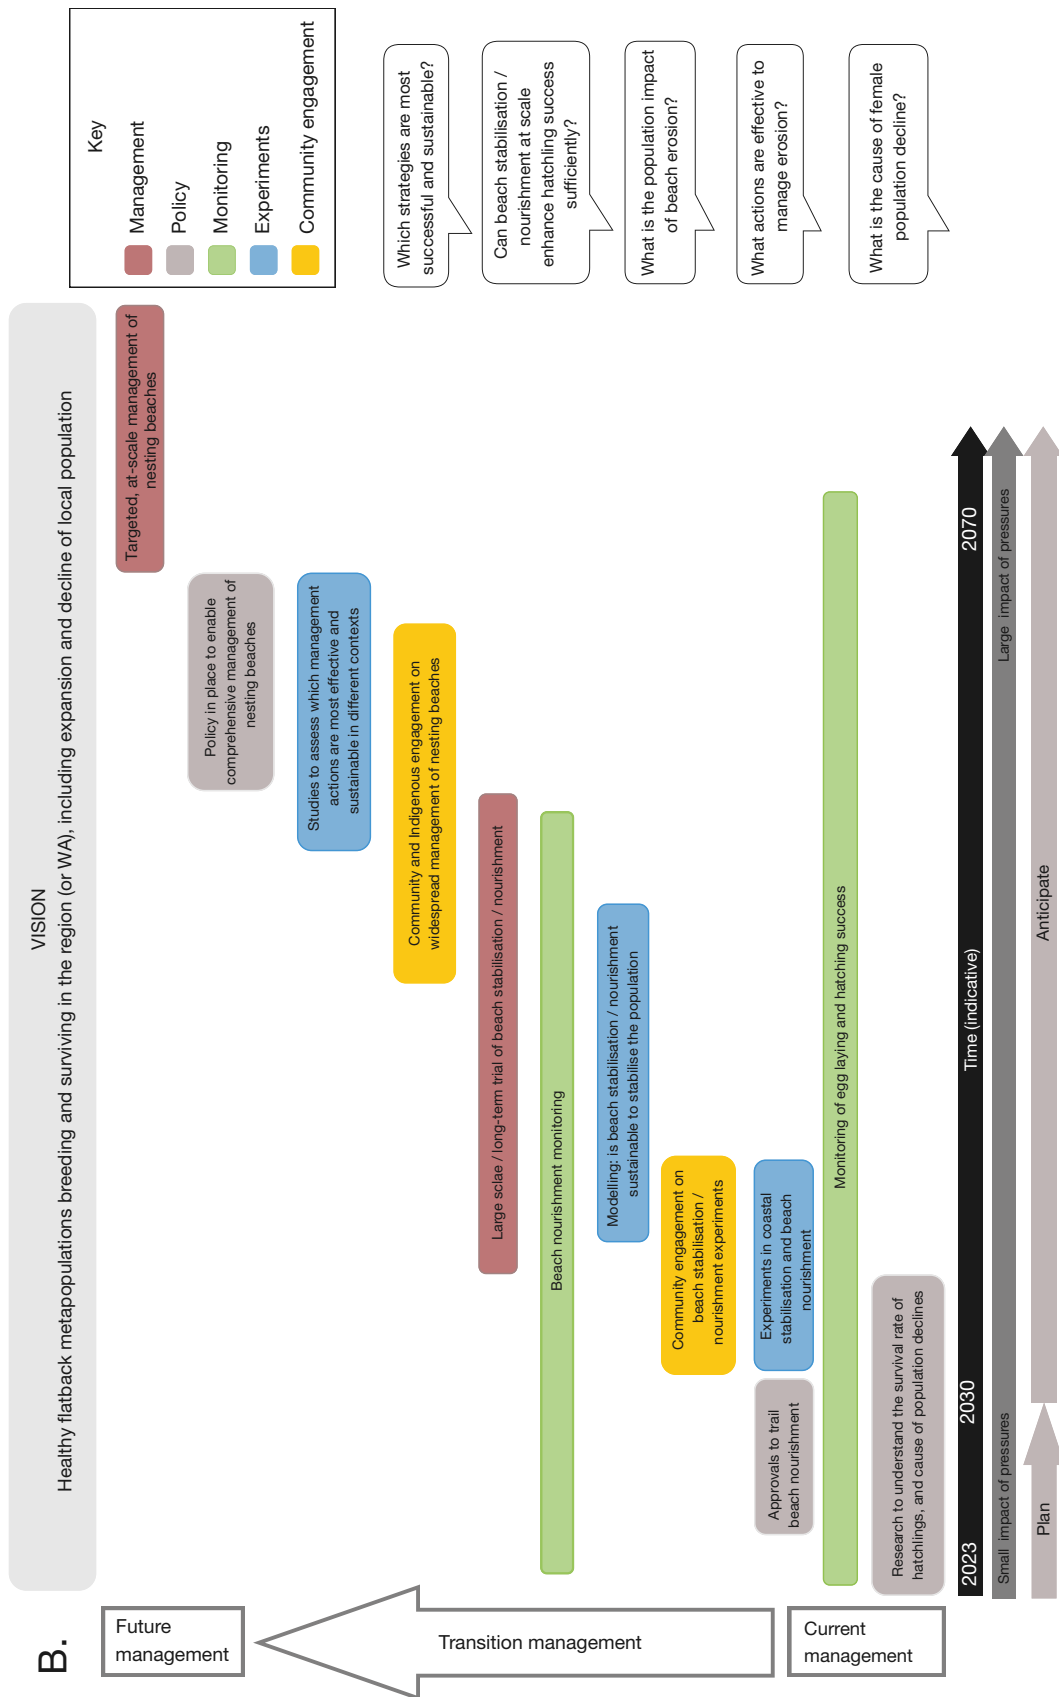 B.
VISION
Healthy flatback metapopulations breeding and surviving in the region (or WA), including expansion and decline of local population
Key
Management
Policy
Monitoring
Experiments
Community engagement
Future
management
Transition management
Current
management
Targeted, at-scale management of
nesting beaches
Policy in place to enable
comprehensive management of
nesting beaches
Studies to assess which management
actions are most effective and
sustainable in different contexts
Community and Indigenous engagement on
widespread management of nesting beaches
Large sclae / long-term trial of beach stabilisation / nourishment
Beach nourishment monitoring
Modelling: is beach stabilisation / nourishment
sustainable to stabilise the population
Community engagement on
beach stabilisation /
nourishment experiments
Approvals to trail
beach nourishment
Experiments in coastal
stabilisation and beach
nourishment
Monitoring of egg laying and hatching success
Research to understand the survival rate of
hatchlings, and cause of population declines
Which strategies are most
successful and sustainable?
Can beach stabilisation /
nourishment at scale
enhance hatchling success
sufficiently?
What is the population impact
of beach erosion?
What actions are effective to
manage erosion?
What is the cause of female
population decline?
2023
2030
Time (indicative)
2070
Small impact of pressures
Large impact of pressures
Plan
Anticipate